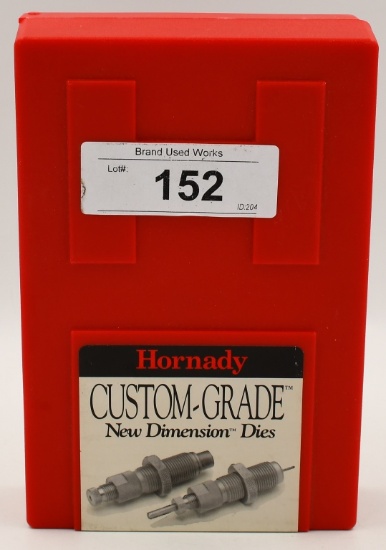 Brand Used Works
Lot#:
152
ID:204
Hornady
CUSTOM-GRADE™
New Dimension™ Dies